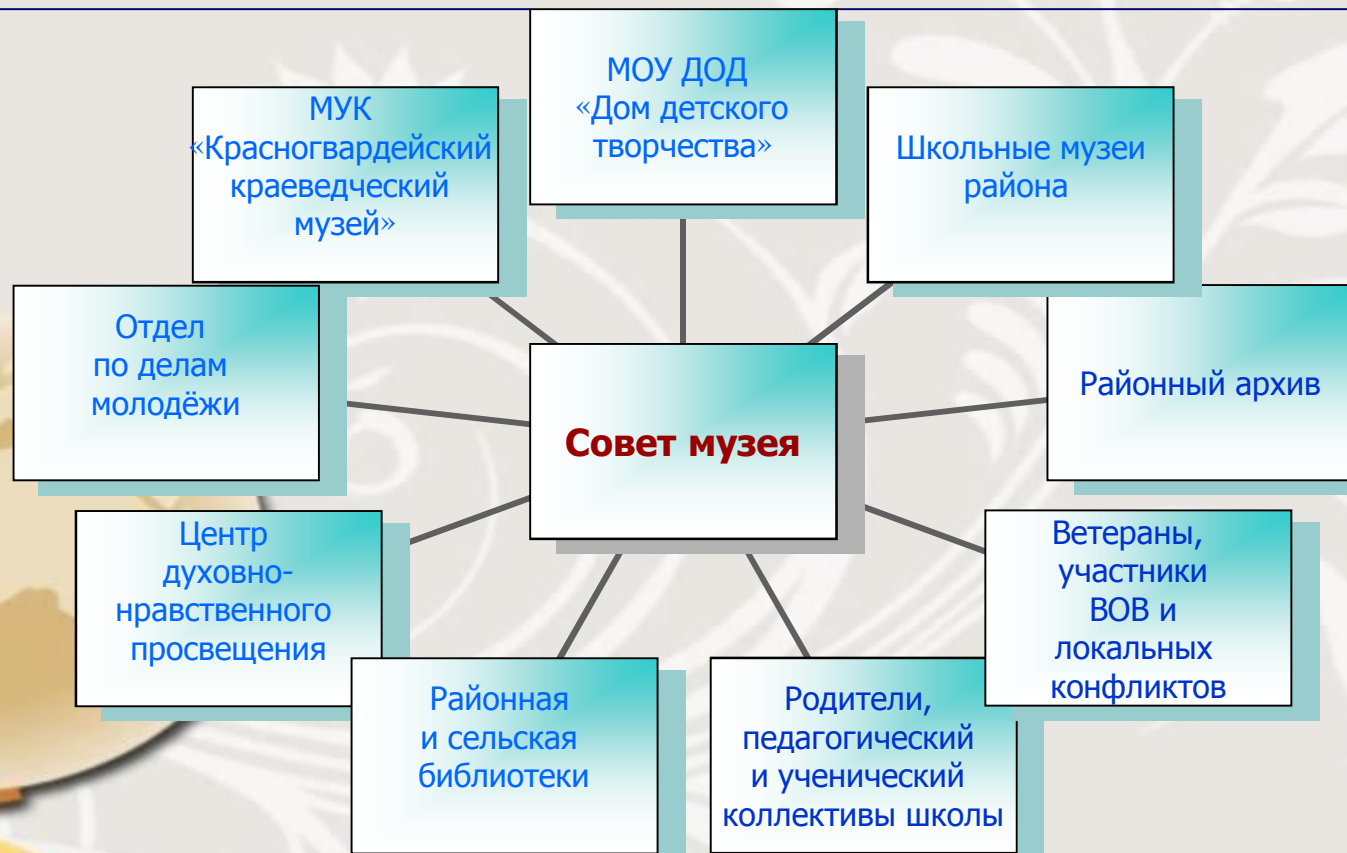 МОУ ДОД
«Дом детского
творчества»
МУК
«Красногвардейский
краеведческий
музей»
Школьные музеи
района
Отдел
по делам
молодёжи
Районный архив
Совет музея
Центр
духовно-
нравственного
просвещения
Ветераны,
участники
ВОВ и
локальных
конфликтов
Районная
и сельская
библиотеки
Родители,
педагогический
и ученический
коллективы школы